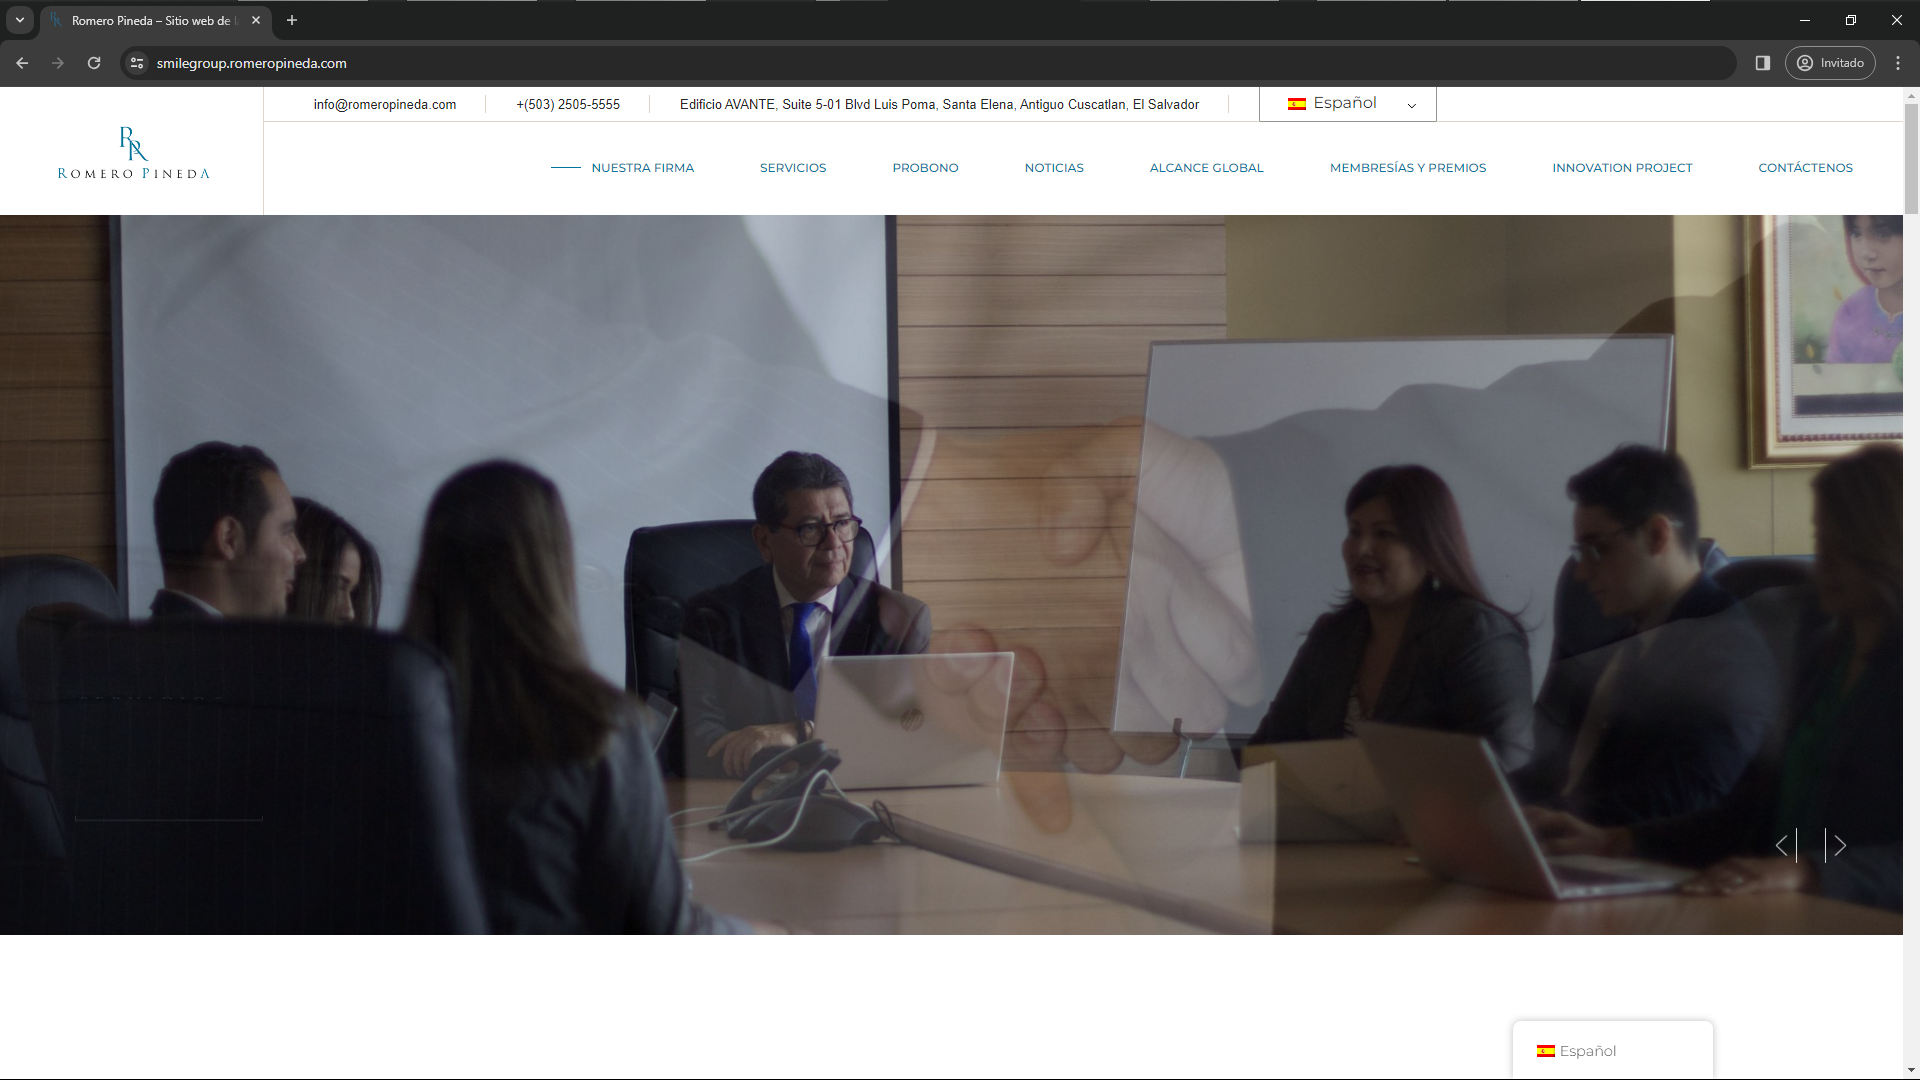 Romero Pineda – Sitio web de l
smilegroup.romeropineda.com
Invitado
info@romeropineda.com
+(503) 2505-5555
Edificio AVANTE, Suite 5-01 Blvd Luis Poma, Santa Elena, Antiguo Cuscatlan, El Salvador
Español
ROMERO PINEDA
NUESTRA FIRMA
SERVICIOS
PROBONO
NOTICIAS
ALCANCE GLOBAL
MEMBRESÍAS Y PREMIOS
INNOVATION PROJECT
CONTÁCTENOS
hp
Español